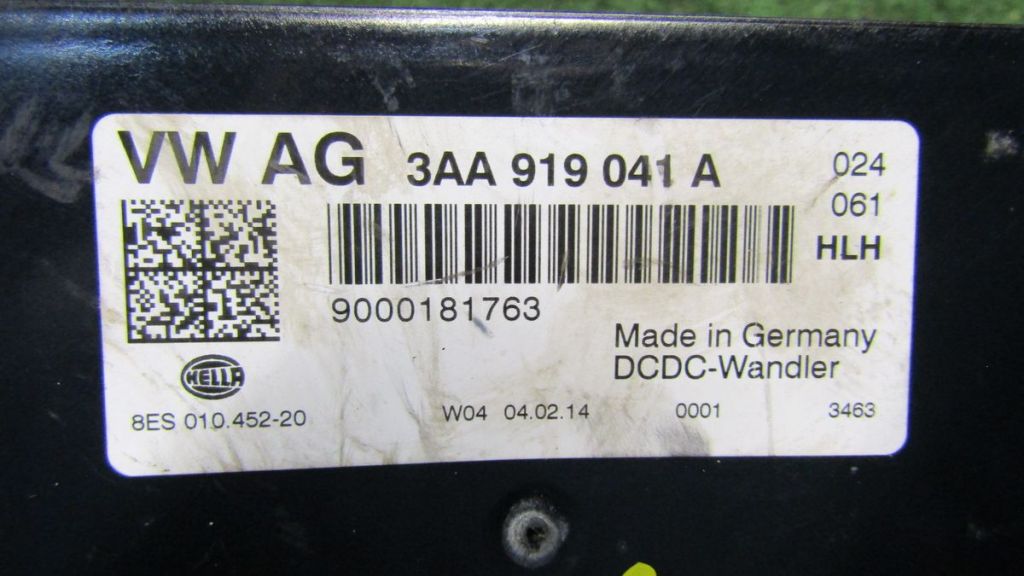 VW AG 3AA 919 041 A 024
061
HLH
9000181763
Made in Germany
DCDC-Wandler
HELLA
8ES 010.452-20 W04 04.02.14 0001 3463